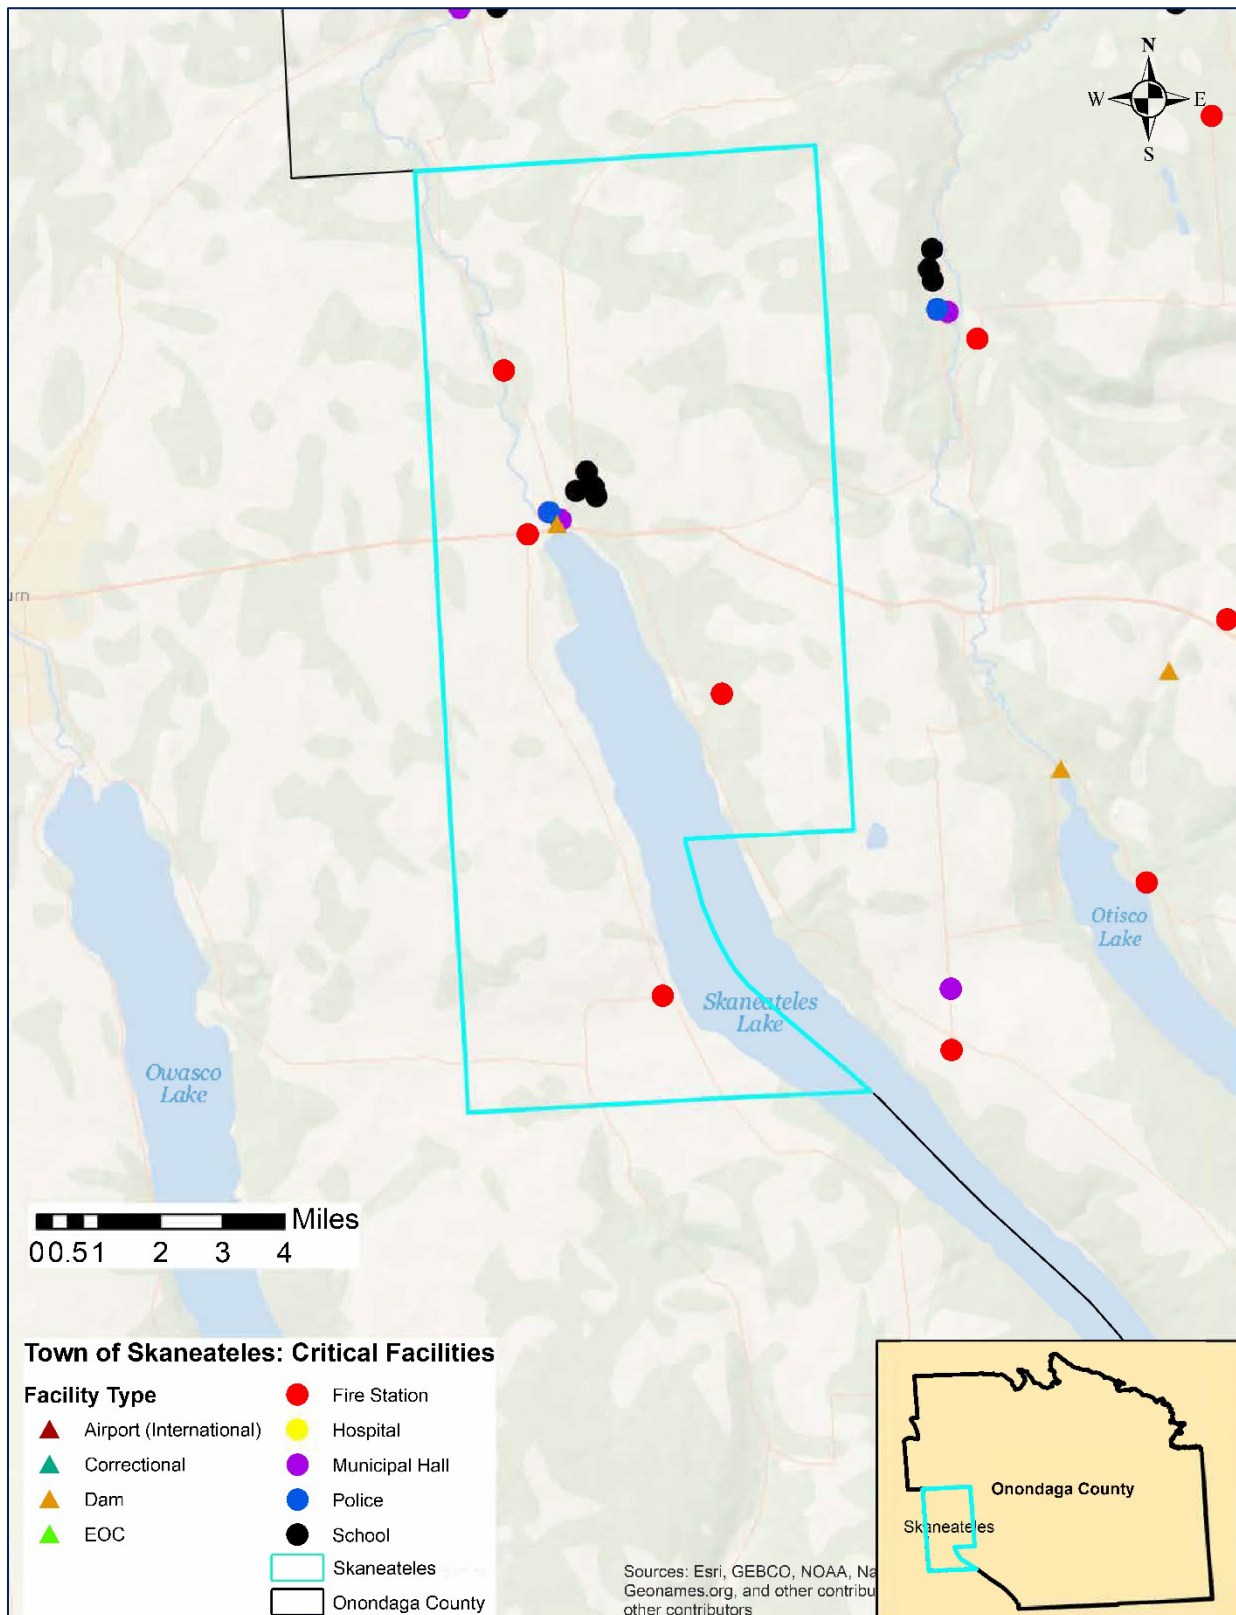 N
W E
S
Skaneateles
Lake
Otisco
Lake
Owasco
Lake
Miles
0 0.5 1 2 3 4
Town of Skaneateles: Critical Facilities
Facility Type
Airport (International)
Correctional
Dam
EOC
Fire Station
Hospital
Municipal Hall
Police
School
Skaneateles
Onondaga County
Sources: Esri, GEBCO, NOAA, Na
Geonames.org, and other contribu
other contributors
Onondaga County
Skaneateles